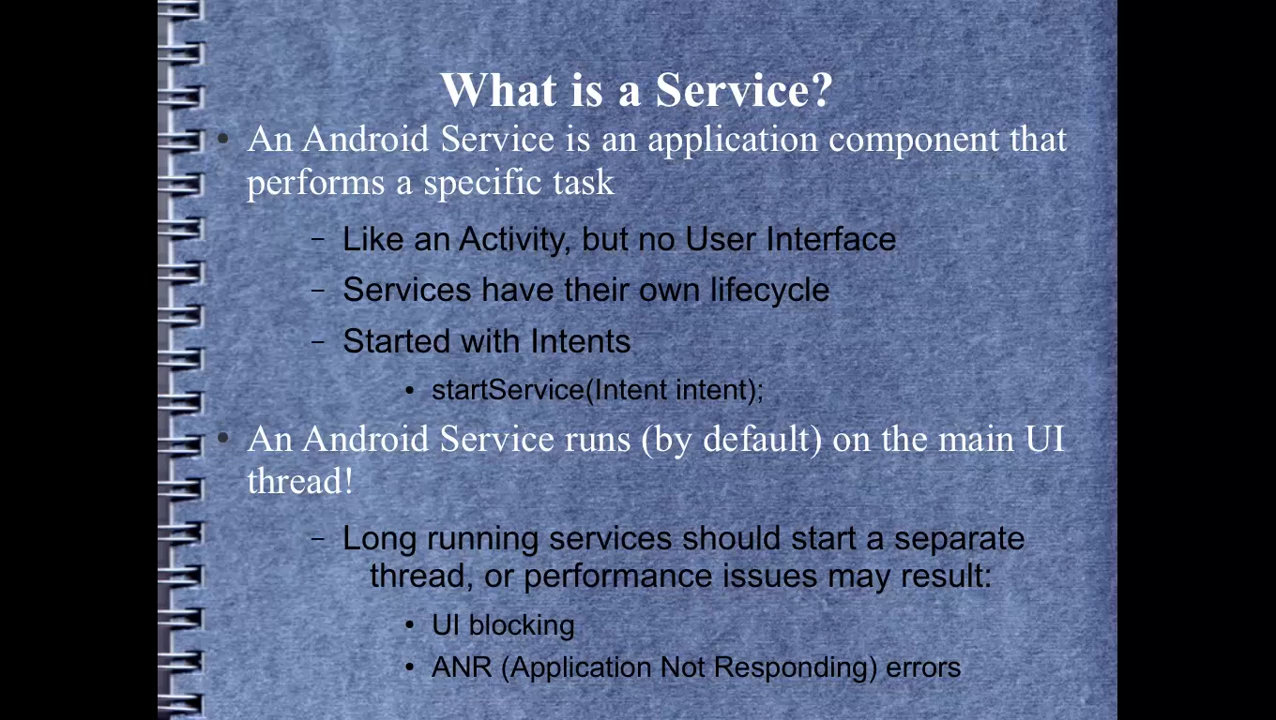 What is a Service?
• An Android Service is an application component that
performs a specific task
– Like an Activity, but no User Interface
– Services have their own lifecycle
– Started with Intents
• startService(Intent intent);
• An Android Service runs (by default) on the main UI
thread!
– Long running services should start a separate
thread, or performance issues may result:
• UI blocking
• ANR (Application Not Responding) errors